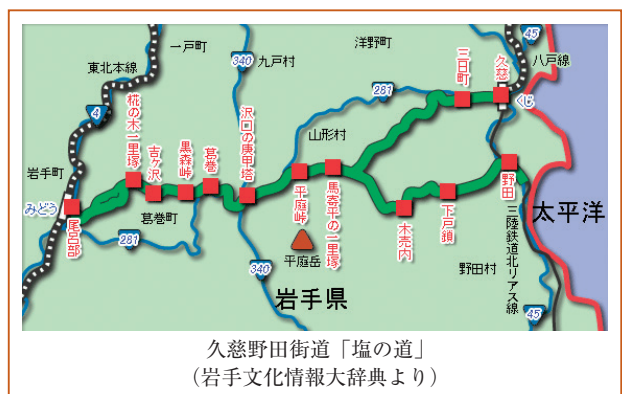 45
一戸町
340
九戸村
洋野町
八戸線
東北本線
三日町
久慈
くじ
281
4
椛の木一里塚
吉ヶ沢
黒森峠
葛巻
沢口の庚申塔
山形村
岩手町
平庭峠
馬寄平の一里塚
野田
みどう
尾呂部
葛巻町
281
木売内
下戸鎖
太平洋
平庭岳
340
岩手県
野田村
三陸鉄道北リアス線
45
久慈野田街道「塩の道」
（岩手文化情報大辞典より）